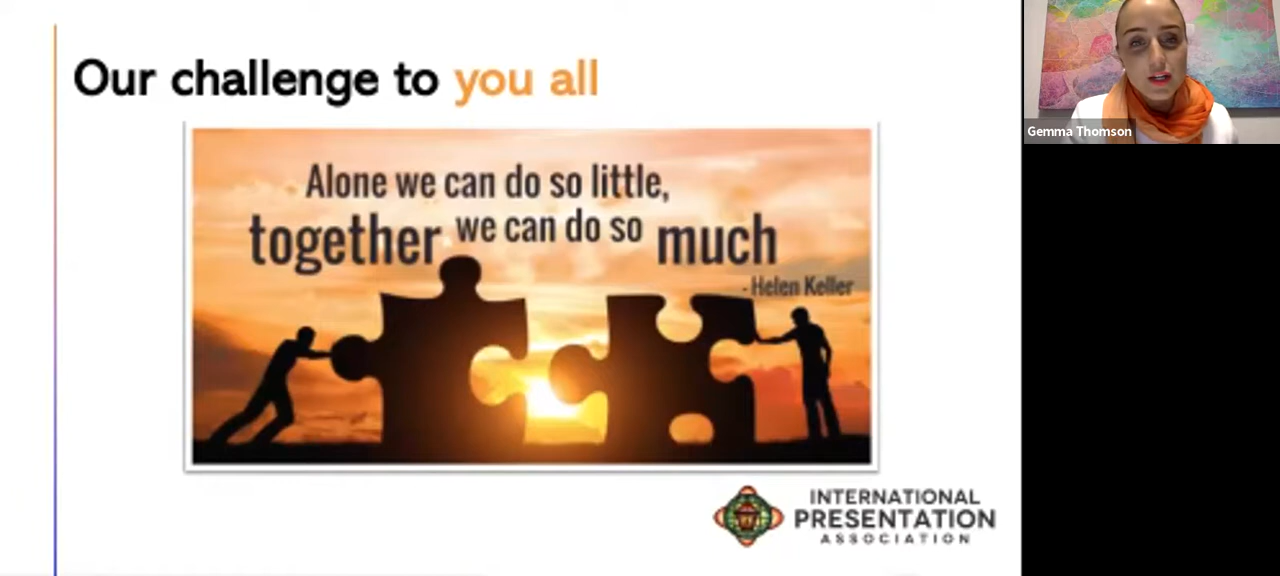 Our challenge to you all
Alone we can do so little,
together we can do so much
- Helen Keller
INTERNATIONAL
PRESENTATION
ASSOCIATION
Gemma Thomson